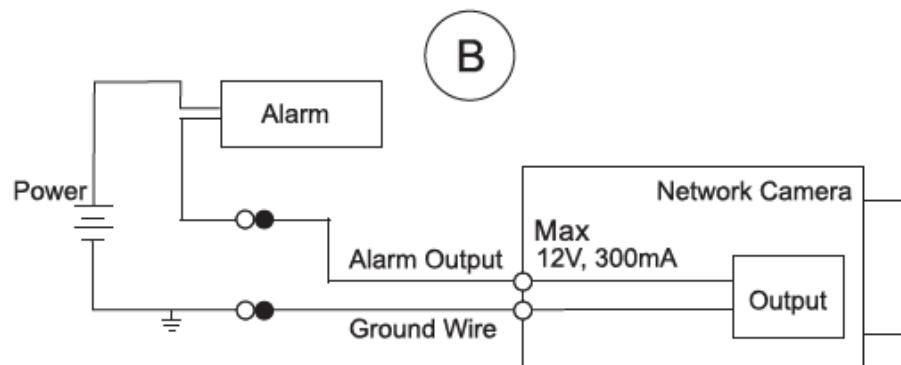 B
Alarm
Power
Network Camera
Max
12V, 300mA
Alarm Output
Output
Ground Wire